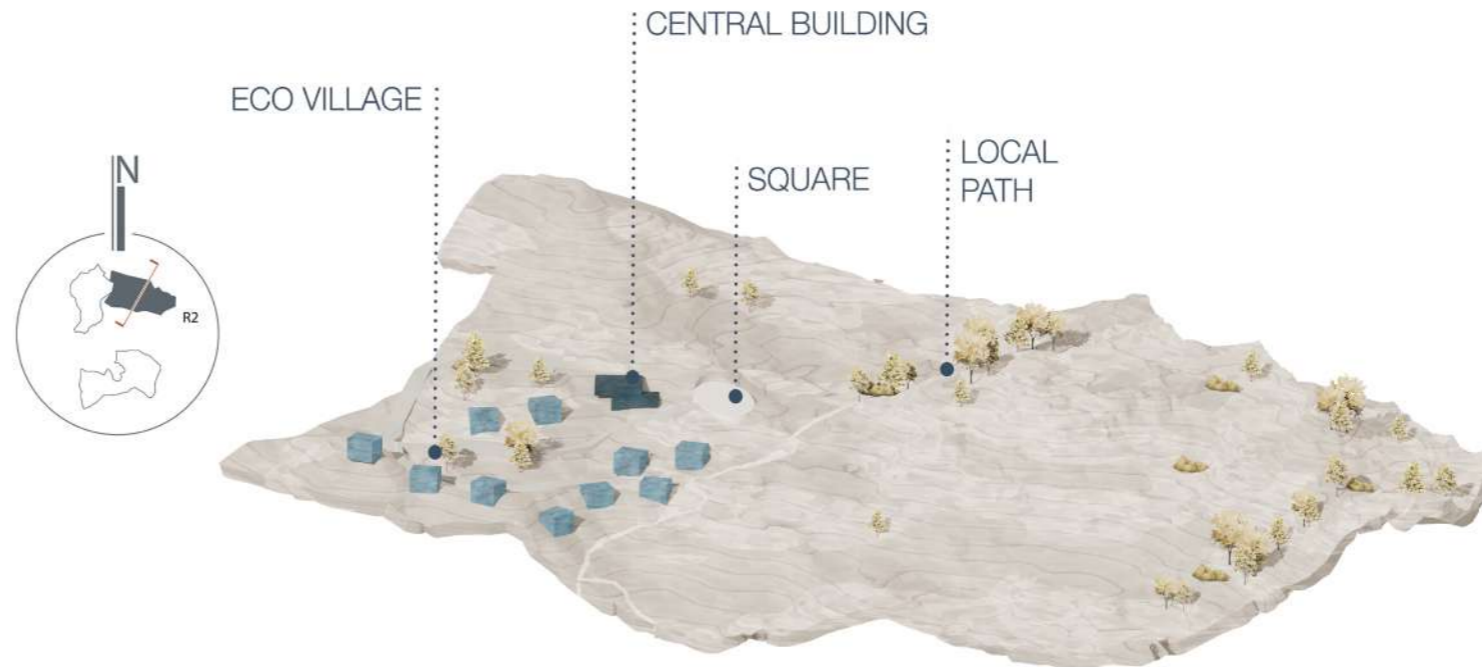 CENTRAL BUILDING
ECO VILLAGE
SQUARE
LOCAL
PATH
N
R2